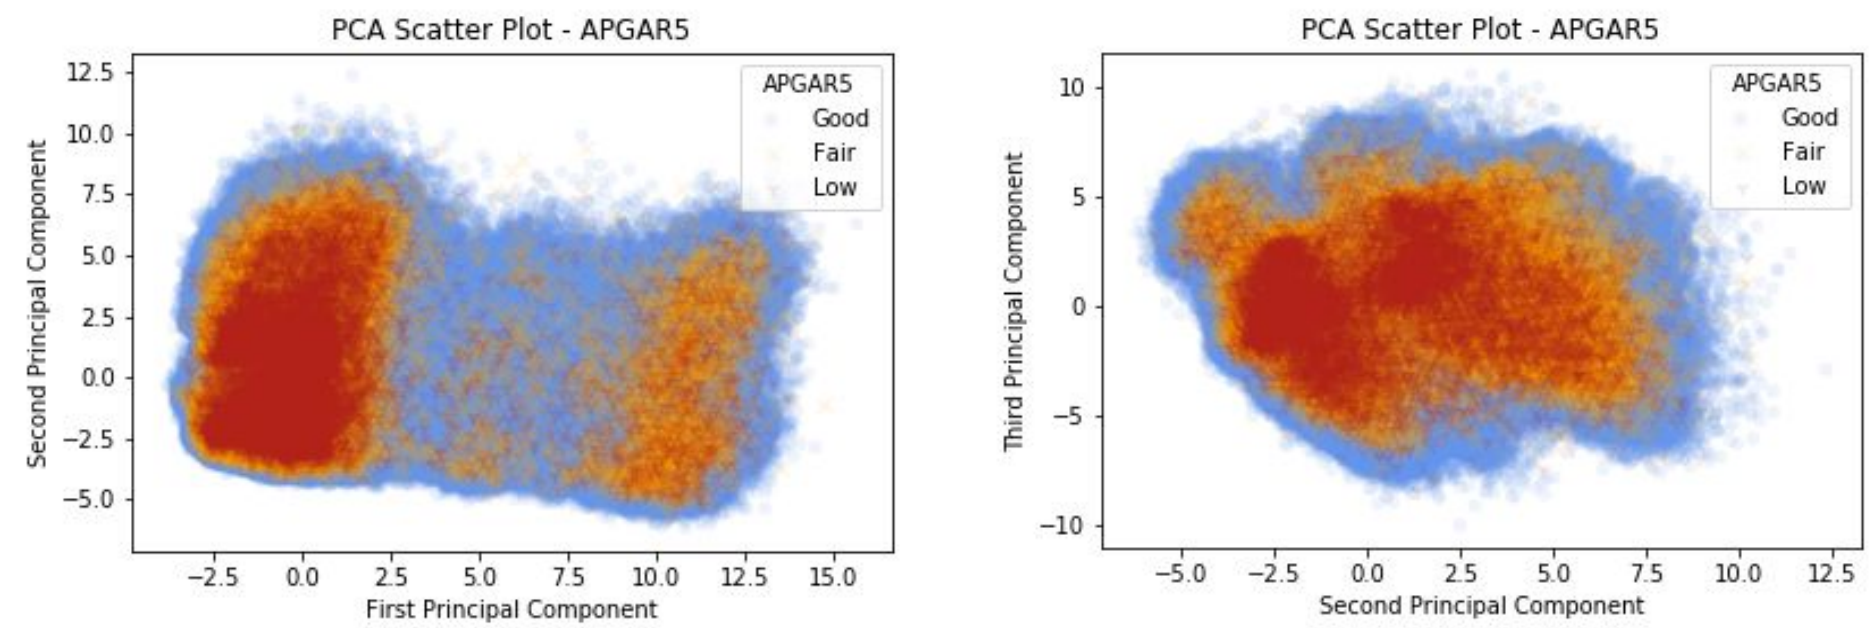 PCA Scatter Plot - APGAR5
12.5
10.0
7.5
5.0
2.5
0.0
−2.5
−5.0
Second Principal Component
−2.5 0.0 2.5 5.0 7.5 10.0 12.5 15.0
First Principal Component
APGAR5
Good
Fair
Low
PCA Scatter Plot - APGAR5
10
5
0
−5
−10
Third Principal Component
−5.0 −2.5 0.0 2.5 5.0 7.5 10.0 12.5
Second Principal Component
APGAR5
Good
Fair
Low